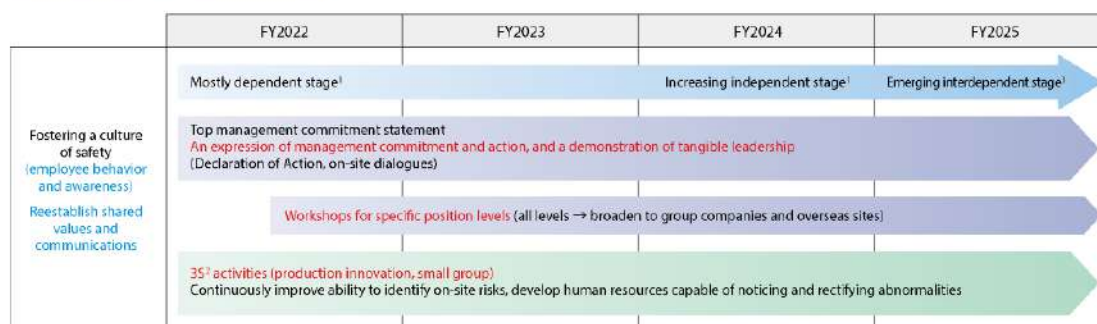 FY2022 FY2023 FY2024 FY2025
Mostly dependent stage¹ Increasing independent stage¹ Emerging interdependent stage¹
Fostering a culture
of safety
(employee behavior
and awareness)
Reestablish shared
values and
communications
Top management commitment statement
An expression of management commitment and action, and a demonstration of tangible leadership
(Declaration of Action, on-site dialogues)
Workshops for specific position levels (all levels → broaden to group companies and overseas sites)
3S² activities (production innovation, small group)
Continuously improve ability to identify on-site risks, develop human resources capable of noticing and rectifying abnormalities